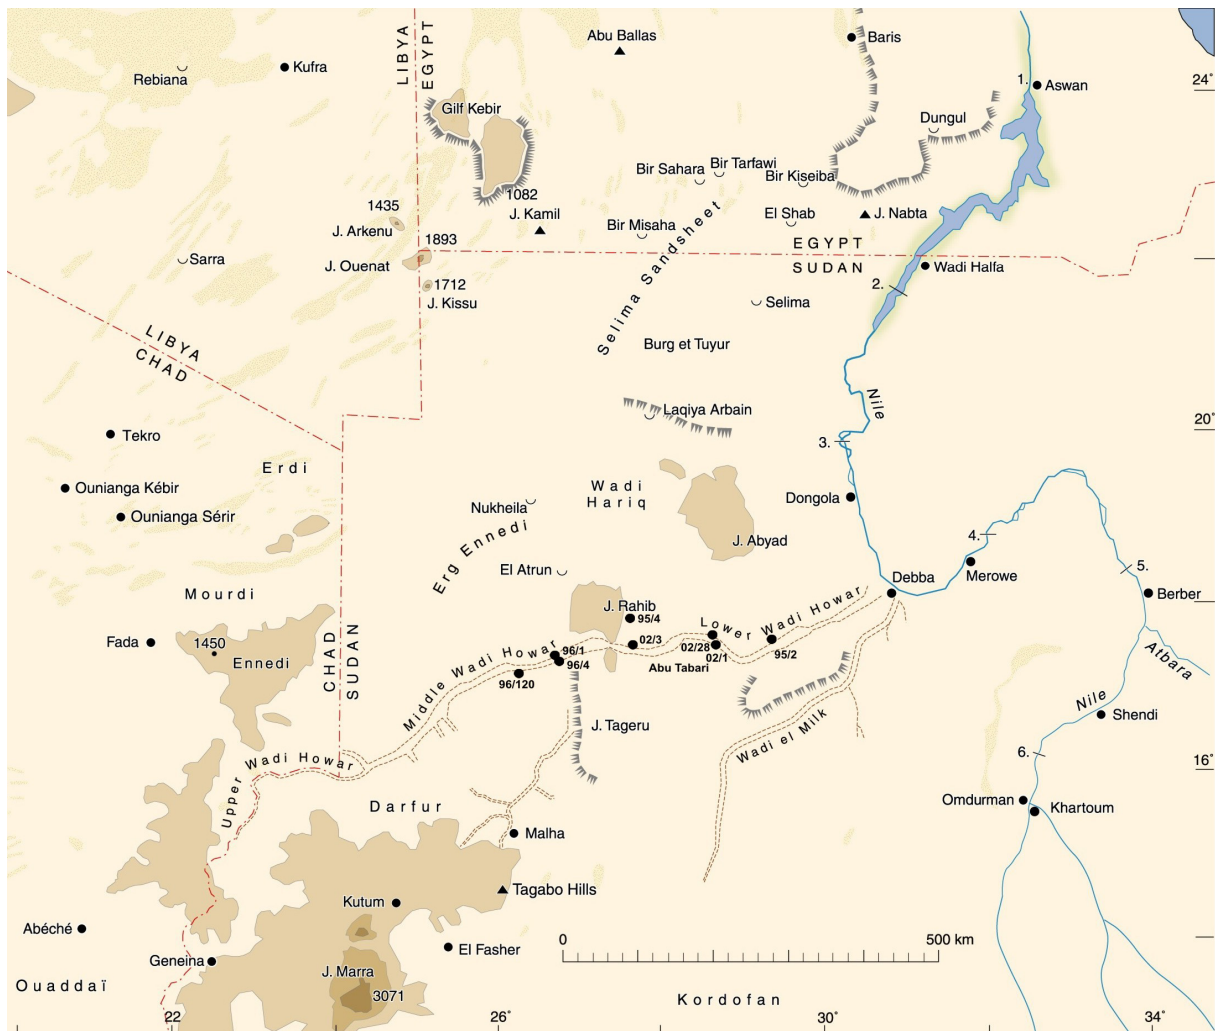 Abu Ballas
Baris
Rebiana
Kufra
LIBYA
EGYPT
24°
1.
Aswan
Gilf Kebir
Dungul
Bir Sahara
Bir Tarfawi
Bir Kiseiba
1082
J. Kamil
1435
J. Arkenu
Bir Misaha
El Shab
J. Nabta
1893
J. Ouenat
EGYPT
SUDAN
Sarra
Wadi Halfa
1712
J. Kissu
2.
Selima
Selima Sandsheet
Burg et Tuyur
LIBYA
CHAD
Nile
Laqiya Arbain
20°
Tekro
3.
Erdi
Ounianga Kébir
Ounianga Sérir
Wadi
Hariq
Nukheila
Dongola
Erg Ennedi
J. Abyad
4.
El Atrun
Merowe
5.
Debba
Berber
Mourdi
J. Rahib
95/4
Lower Wadi Howar
Fada
1450
Ennedi
CHAD
SUDAN
Middle Wadi Howar
96/1
96/4
96/120
02/3
02/28
02/1
95/2
Abu Tabari
Atbara
Nile
Shendi
J. Tageru
Wadi el Milk
6.
Upper Wadi Howar
16°
Darfur
Omdurman
Khartoum
Malha
Tagabo Hills
Kutum
Abéché
El Fasher
0
500 km
Geneina
J. Marra
3071
Ouaddaï
Kordofan
22
26°
30°
34°